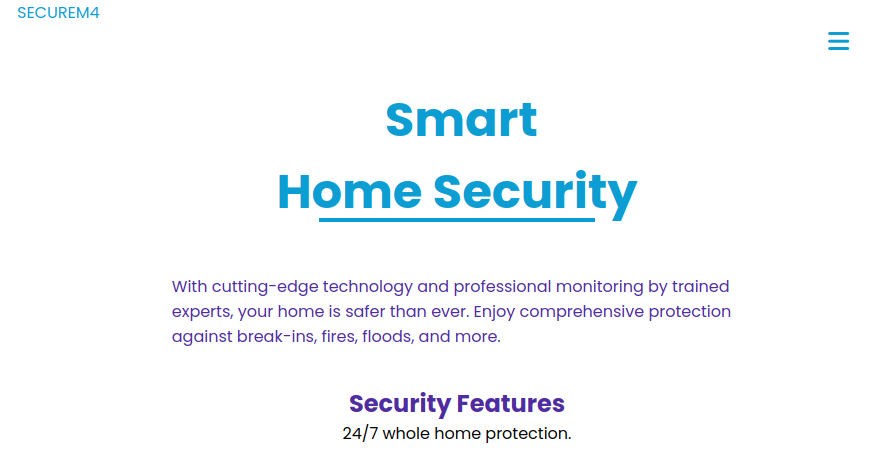 SECUREM4
Smart
Home Security
With cutting-edge technology and professional monitoring by trained
experts, your home is safer than ever. Enjoy comprehensive protection
against break-ins, fires, floods, and more.
Security Features
24/7 whole home protection.